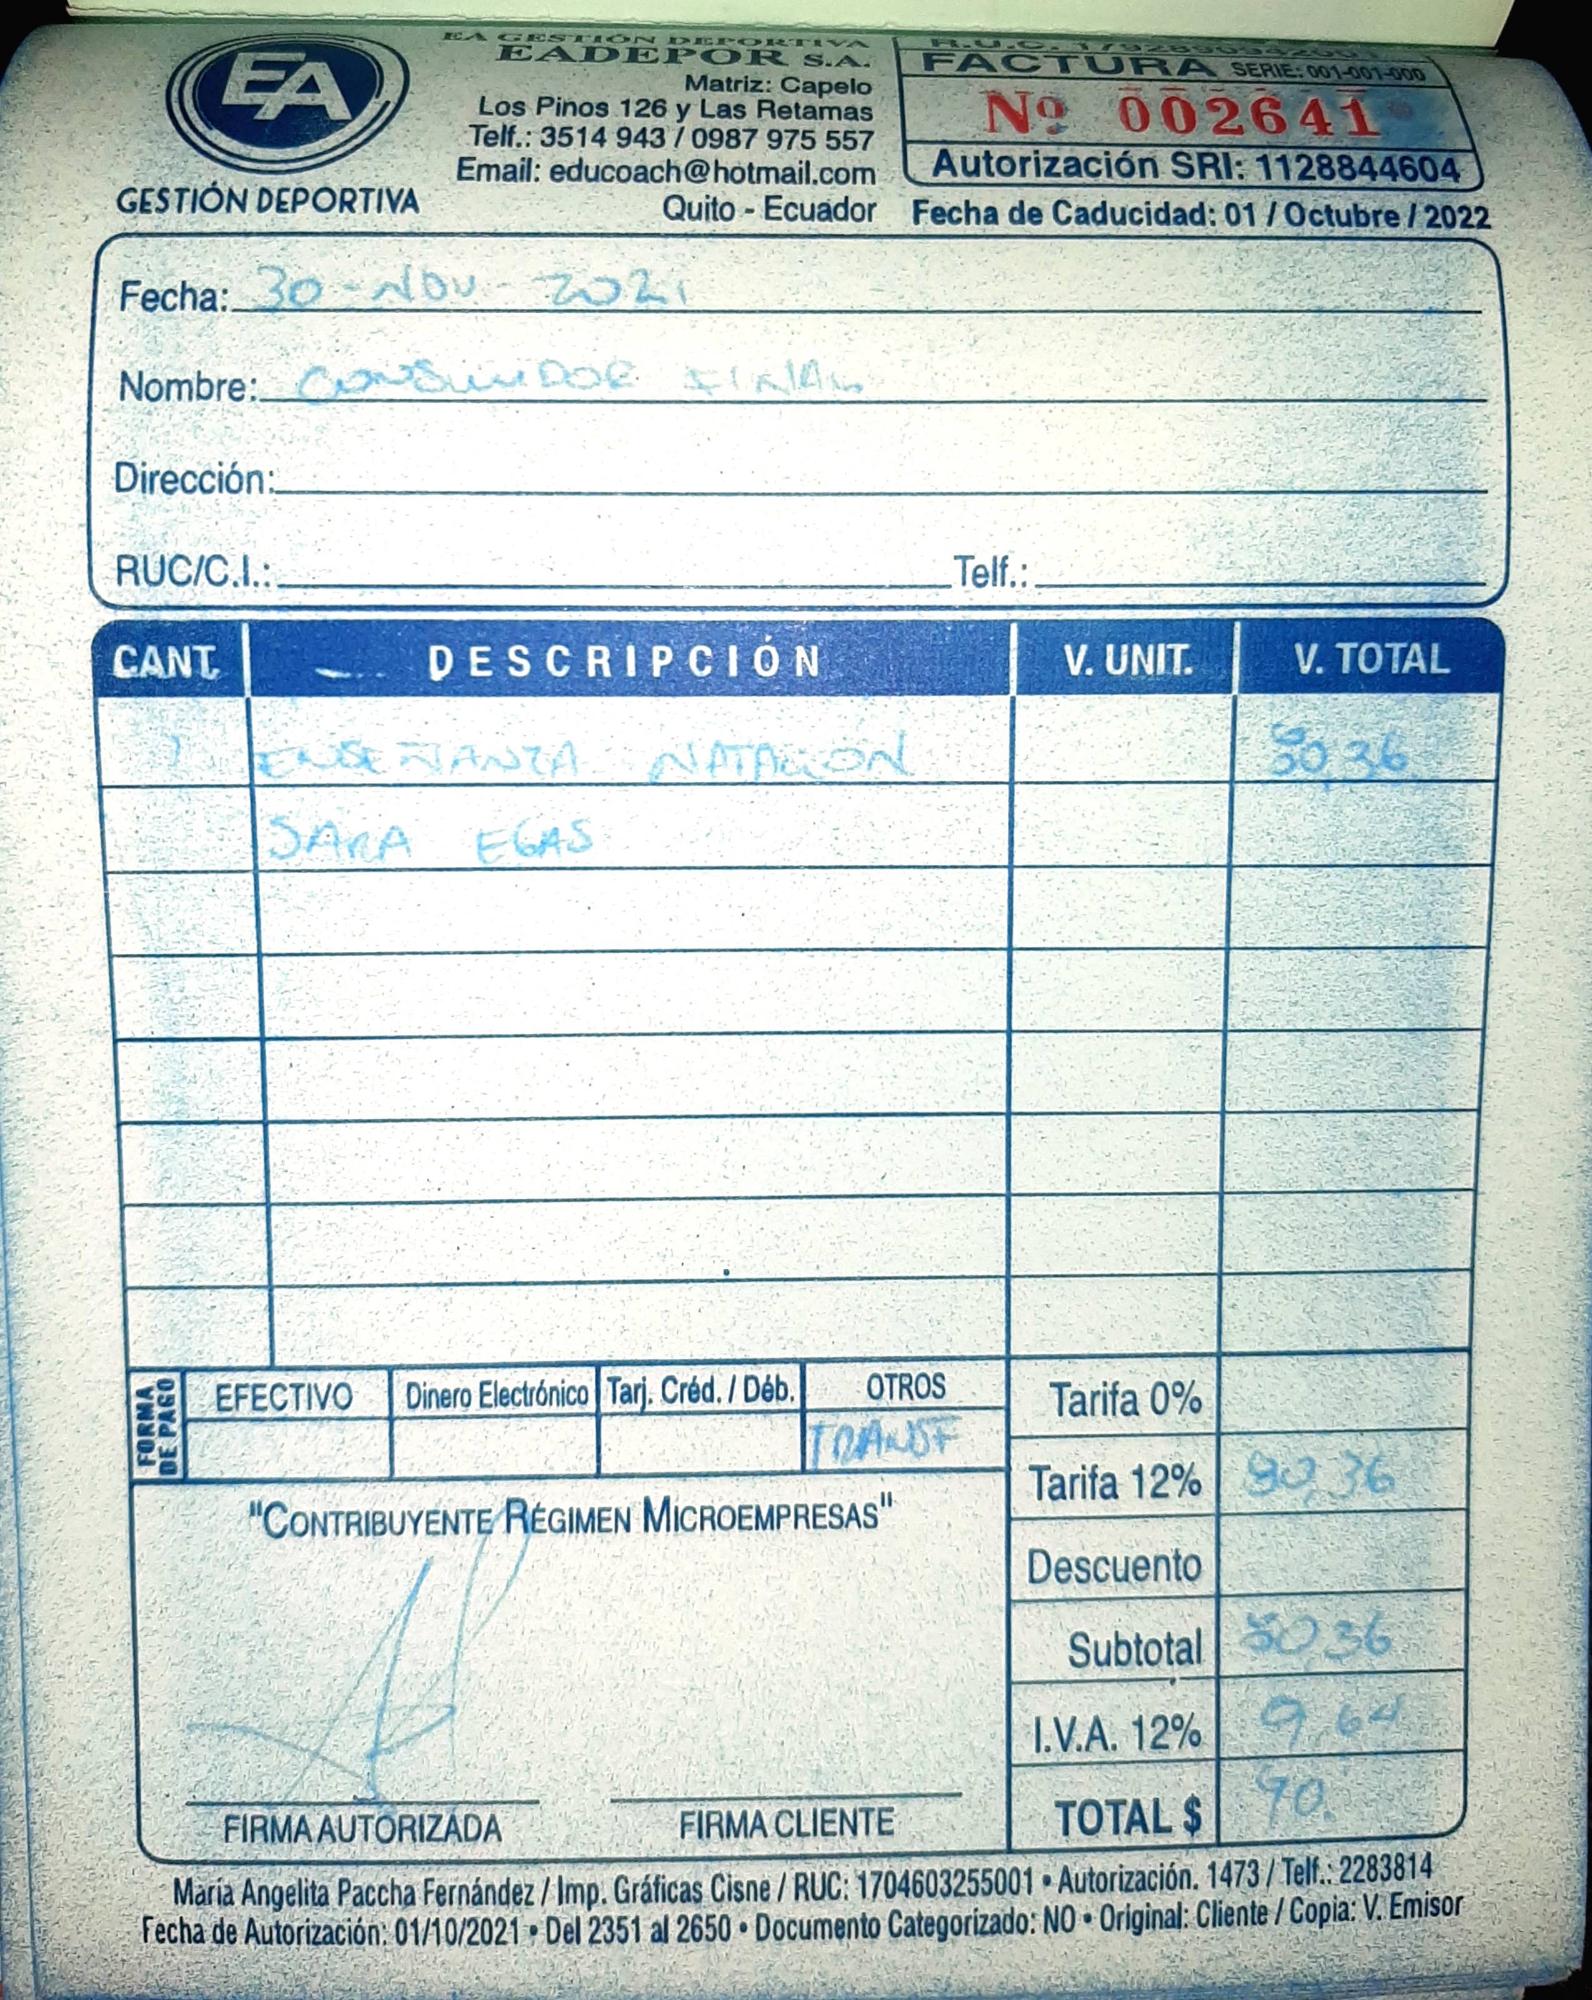 EA
GESTIÓN DEPORTIVA
EA GESTIÓN DEPORTIVA
EADEPOR S.A.
Matriz: Capelo
Los Pinos 126 y Las Retamas
Telf.: 3514 943 / 0987 975 557
Email: educoach@hotmail.com
Quito - Ecuador
R.U.C.
FACTURA SERIE: 001-001-000
Nº 002641
Autorización SRI: 1128844604
Fecha de Caducidad: 01 / Octubre / 2022
Fecha: 30-NOV-2021
Nombre: CONSUMIDOR FINAL
Dirección:
RUC/C.I.: Telf.:
CANT. DESCRIPCIÓN V. UNIT. V. TOTAL
1 ENSEÑANZA NATACION 80,36
SARA EGAS
FORMA DE PAGO
EFECTIVO Dinero Electrónico Tarj. Créd. / Déb. OTROS
TRANSF
Tarifa 0%
Tarifa 12% 80,36
Descuento
Subtotal 80,36
I.V.A. 12% 9,64
TOTAL $ 90.
"CONTRIBUYENTE RÉGIMEN MICROEMPRESAS"
FIRMA AUTORIZADA FIRMA CLIENTE
María Angelita Paccha Fernández / Imp. Gráficas Cisne / RUC: 1704603255001 • Autorización. 1473 / Telf.: 2283814
Fecha de Autorización: 01/10/2021 • Del 2351 al 2650 • Documento Categorizado: NO • Original: Cliente / Copia: V. Emisor